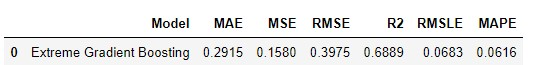 Model MAE MSE RMSE R2 RMSLE MAPE
0 Extreme Gradient Boosting 0.2915 0.1580 0.3975 0.6889 0.0683 0.0616